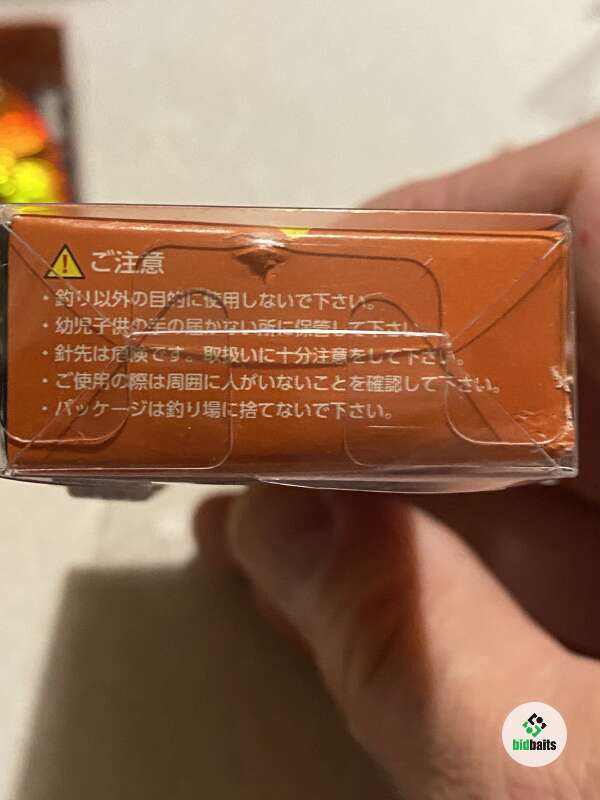 ご注意
・釣り以外の目的に使用しないで下さい。
・幼児子供の手の届かない所に保管して下さい。
・針先は危険です。取扱いに十分注意をして下さい。
・ご使用の際は周囲に人がいないことを確認して下さい。
・パッケージは釣り場に捨てないで下さい。
bidbaits